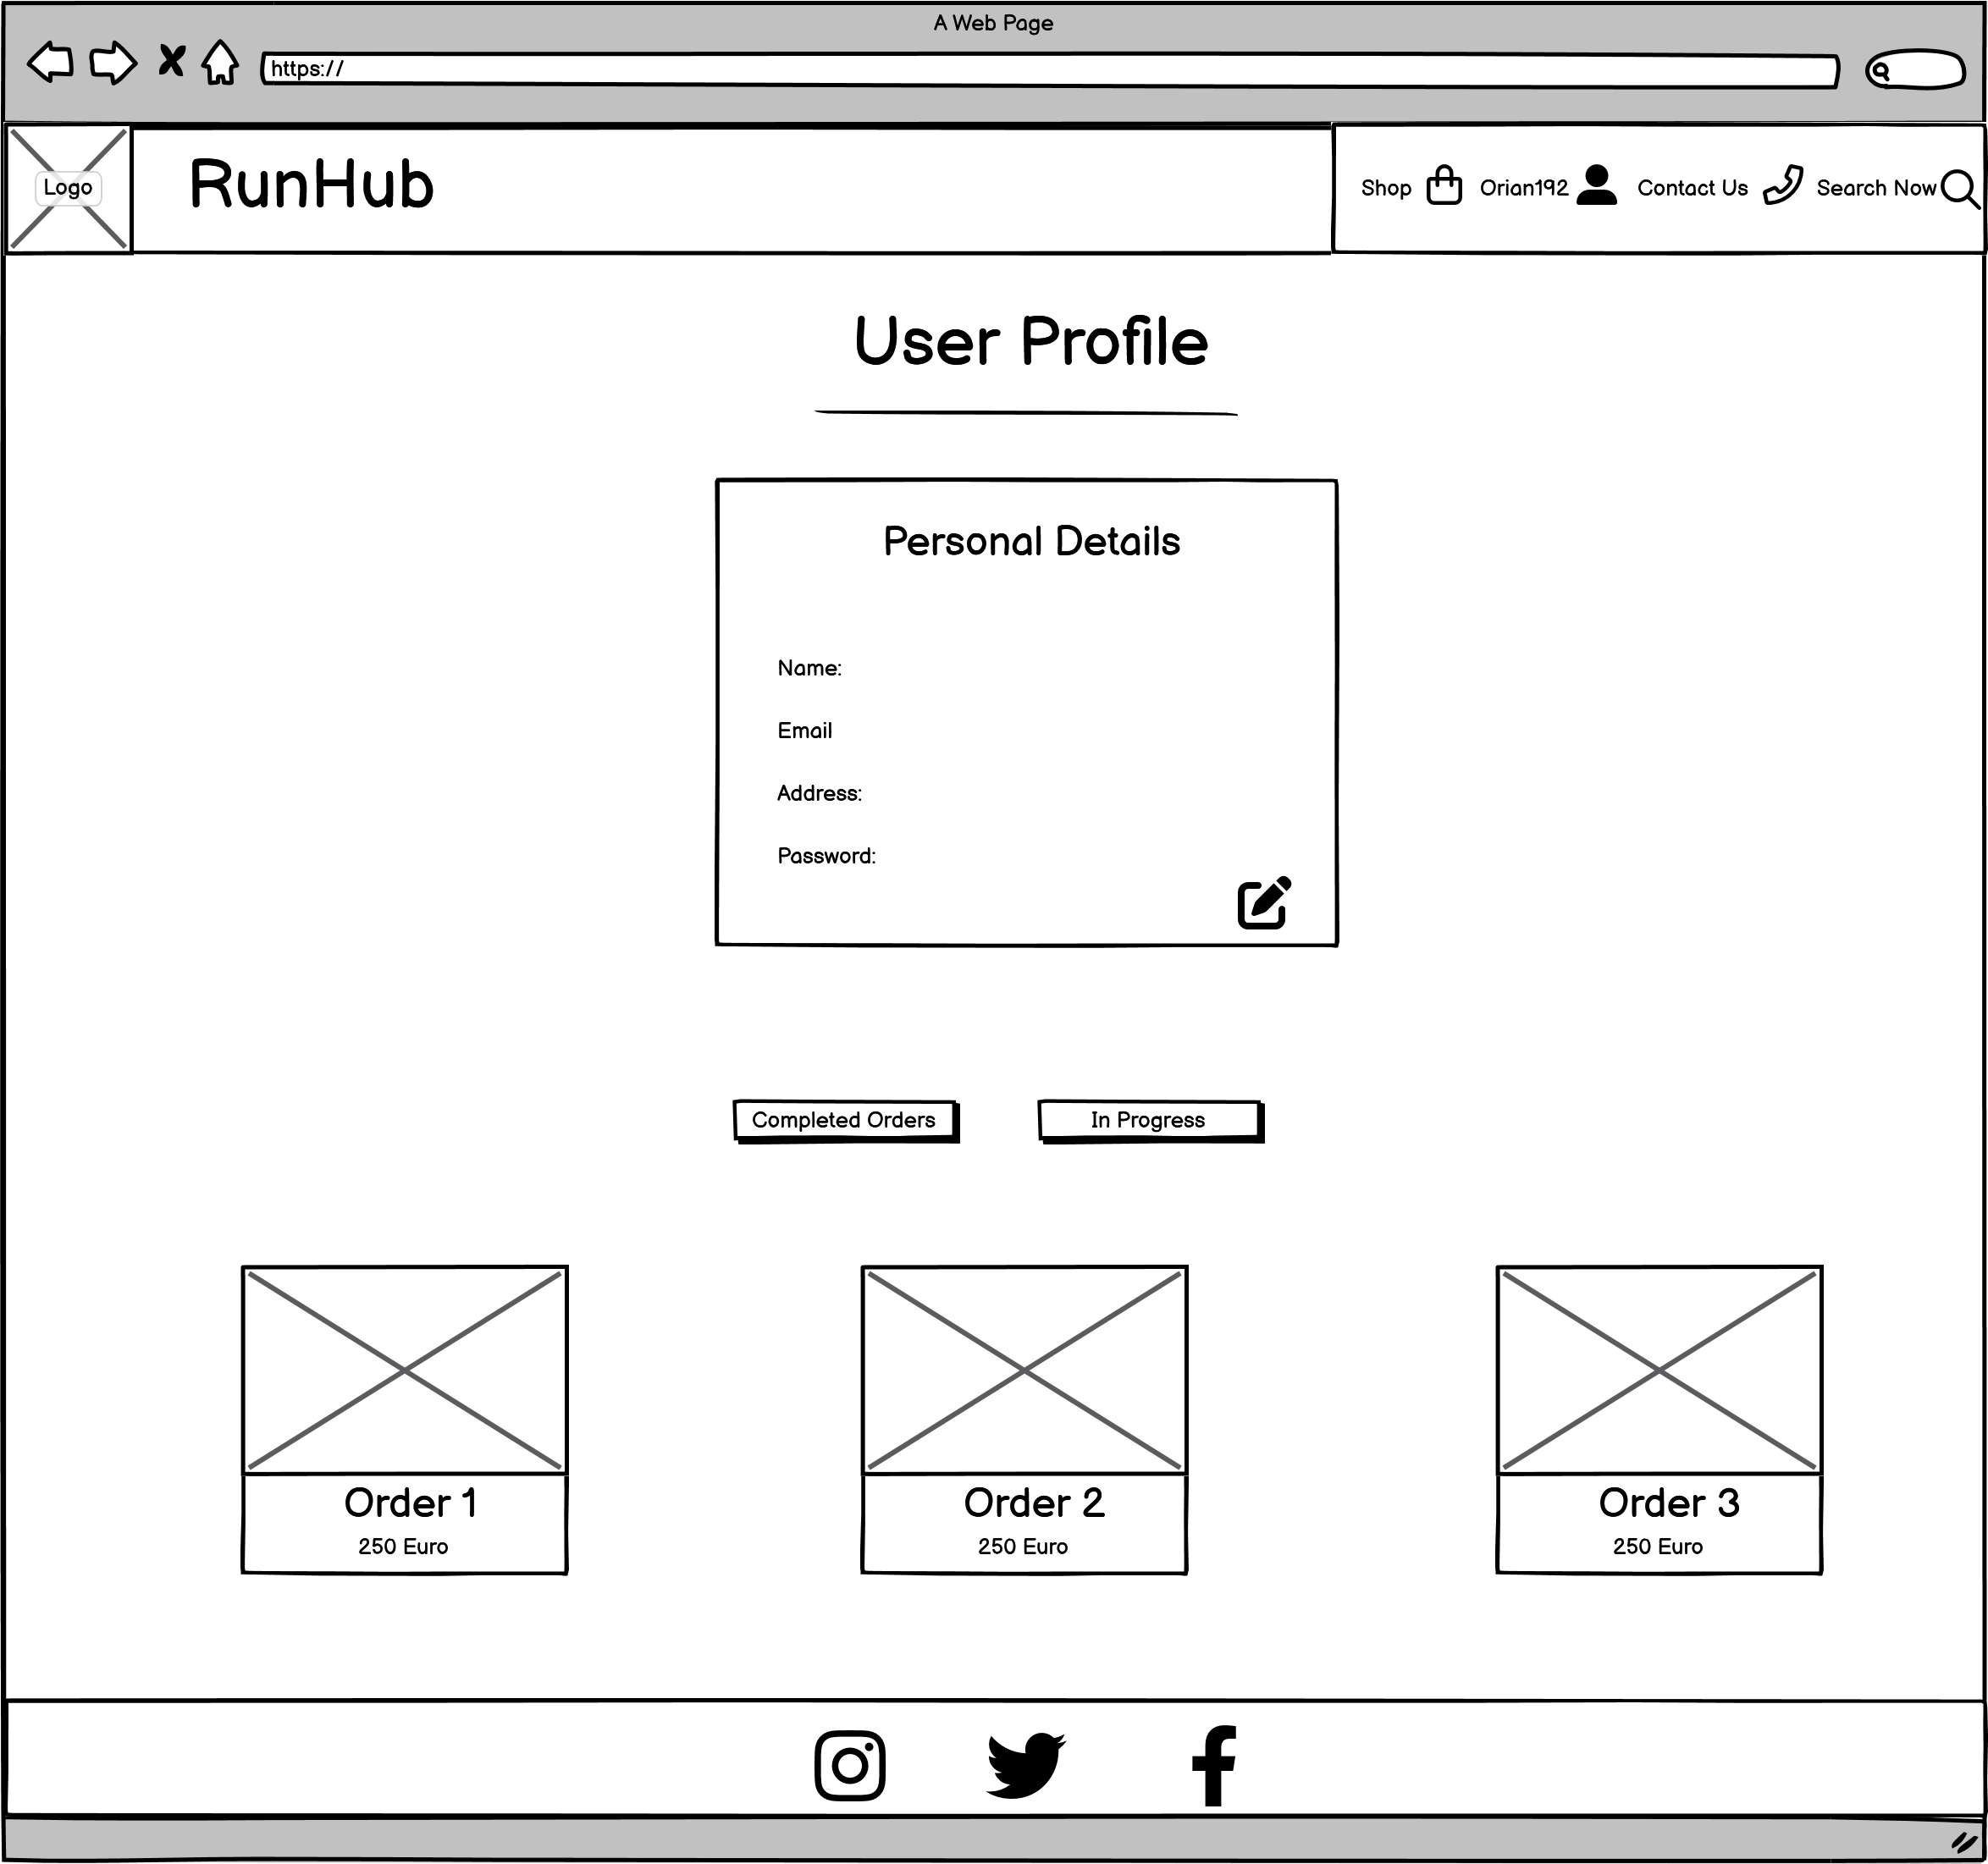 A Web Page
https://
Logo
RunHub
Shop Orian192 Contact Us Search Now
User Profile
Personal Details
Name:
Email
Address:
Password:
Completed Orders In Progress
Order 1 Order 2 Order 3
250 Euro 250 Euro 250 Euro